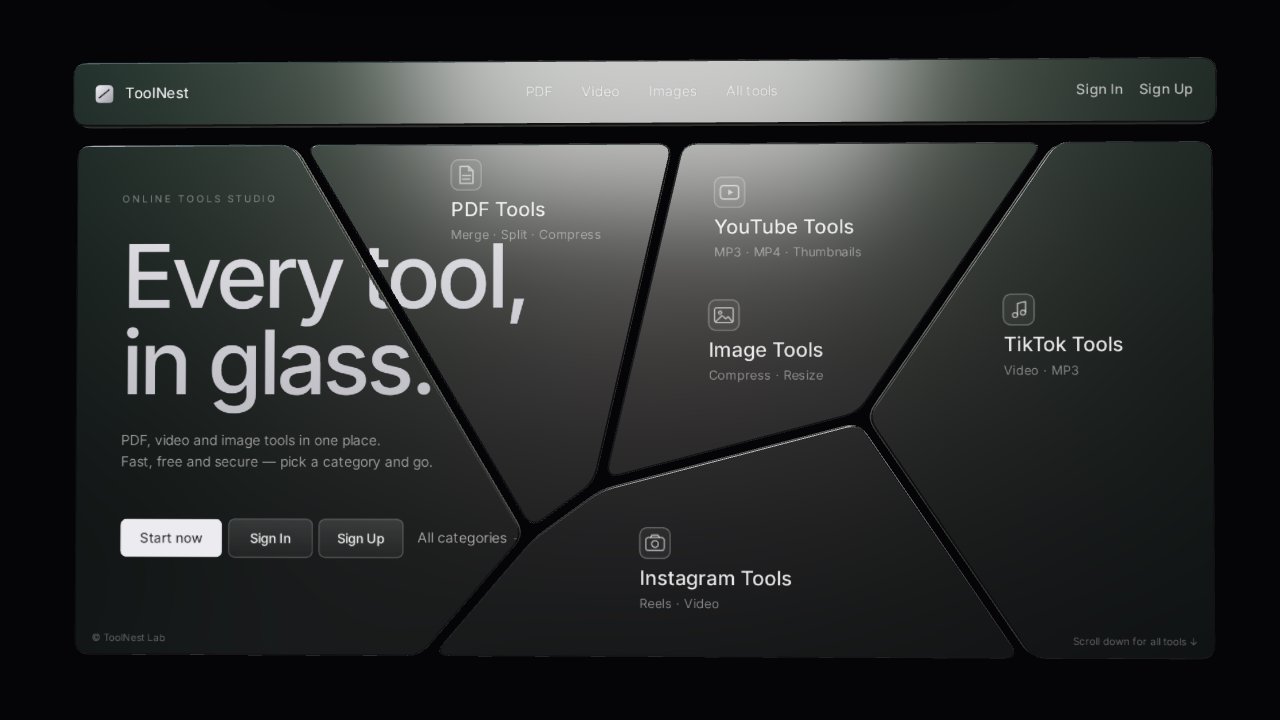 ToolNest
PDF Video Images All tools
Sign In Sign Up
ONLINE TOOLS STUDIO
Every tool,
in glass.
PDF, video and image tools in one place.
Fast, free and secure — pick a category and go.
Start now
Sign In
Sign Up
All categories
© ToolNest Lab
PDF Tools
Merge · Split · Compress
YouTube Tools
MP3 · MP4 · Thumbnails
Image Tools
Compress · Resize
TikTok Tools
Video · MP3
Instagram Tools
Reels · Video
Scroll down for all tools ↓